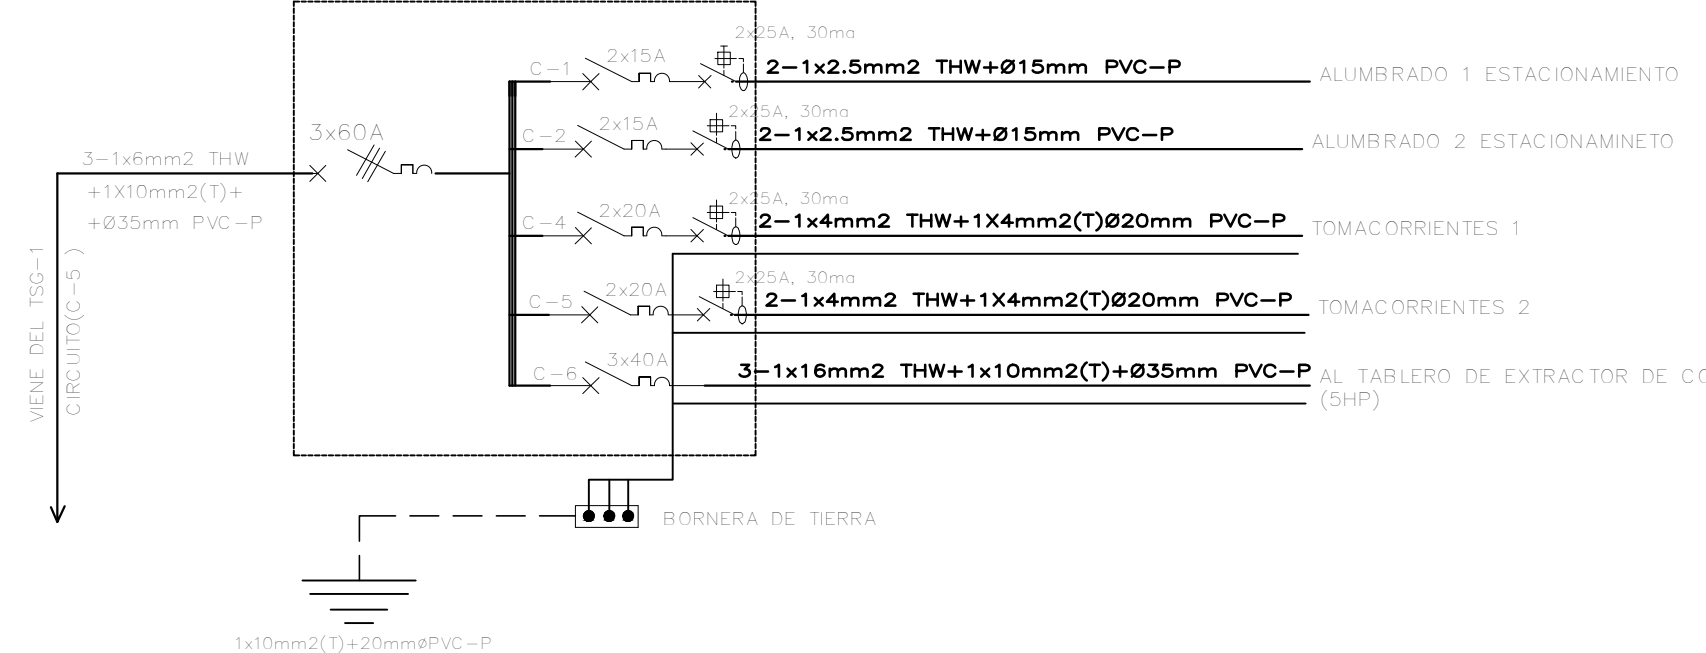 2x25A, 30ma
C-1
2x15A
2-1x2.5mm2 THW+Ø15mm PVC-P
ALUMBRADO 1 ESTACIONAMIENTO
2x25A, 30ma
C-2
2x15A
2-1x2.5mm2 THW+Ø15mm PVC-P
ALUMBRADO 2 ESTACIONAMINETO
3x60A
3-1x6mm2 THW
+1X10mm2(T)+
+Ø35mm PVC-P
2x25A, 30ma
C-4
2x20A
2-1x4mm2 THW+1X4mm2(T)Ø20mm PVC-P
TOMACORRIENTES 1
2x25A, 30ma
C-5
2x20A
2-1x4mm2 THW+1X4mm2(T)Ø20mm PVC-P
TOMACORRIENTES 2
C-6
3x40A
3-1x16mm2 THW+1x10mm2(T)+Ø35mm PVC-P
AL TABLERO DE EXTRACTOR DE
(5HP)
VIENE DEL TSG-1
CIRCUITO(C-5 )
BORNERA DE TIERRA
1x10mm2(T)+20mmøPVC-P